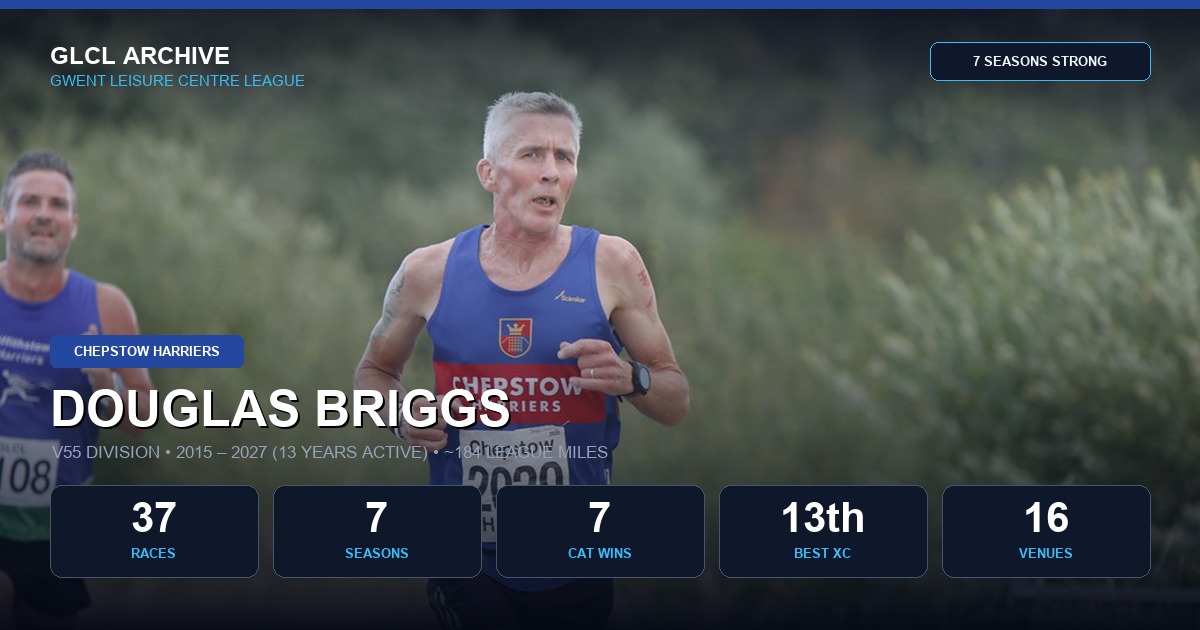 GLCL ARCHIVE
GWENT LEISURE CENTRE LEAGUE
7 SEASONS STRONG
Scimitar
CHEPSTOW
HARRIERS
Harriers
CHEPSTOW HARRIERS
DOUGLAS BRIGGS
V55 DIVISION • 2015 – 2027 (13 YEARS ACTIVE) • ~184 LEAGUE MILES
Chepstow
2020
108
37
RACES
7
SEASONS
7
CAT WINS
13th
BEST XC
16
VENUES